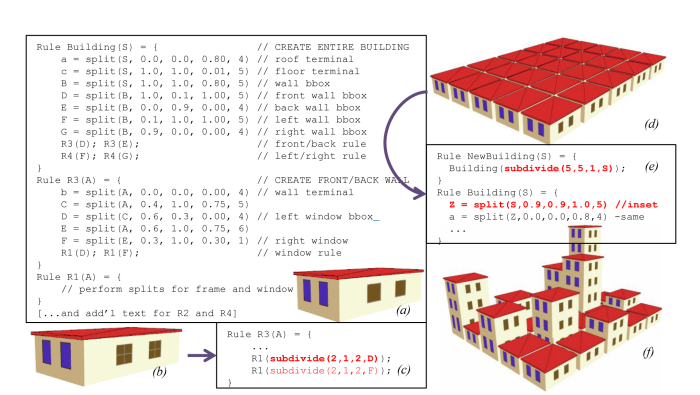 Rule Building(S) = { // CREATE ENTIRE BUILDING
a = split(S, 0.0, 0.0, 0.80, 4) // roof terminal
c = split(S, 1.0, 1.0, 0.01, 5) // floor terminal
B = split(S, 1.0, 1.0, 0.80, 5) // wall bbox
D = split(B, 1.0, 0.1, 1.00, 5) // front wall bbox
E = split(B, 0.0, 0.9, 0.00, 4) // back wall bbox
F = split(B, 0.1, 1.0, 1.00, 5) // left wall bbox
G = split(B, 0.9, 0.0, 0.00, 4) // right wall bbox
R3(D); R3(E); // front/back rule
R4(F); R4(G); // left/right rule
}
Rule R3(A) = { // CREATE FRONT/BACK WALL
b = split(A, 0.0, 0.0, 0.00, 4) // wall terminal
C = split(A, 0.4, 1.0, 0.75, 5)
D = split(C, 0.6, 0.3, 0.00, 4) // left window bbox_
E = split(A, 0.6, 1.0, 0.75, 6)
F = split(E, 0.3, 1.0, 0.30, 1) // right window
R1(D); R1(F); // window rule
}
Rule R1(A) = {
// perform splits for frame and window
}
[...and add'l text for R2 and R4]
(a)
(b)
Rule R3(A) = {
...
R1(subdivide(2,1,2,D));
R1(subdivide(2,1,2,F)); (c)
}
(d)
Rule NewBuilding(S) = { (e)
Building(subdivide(5,5,1,S));
}
Rule Building(S) = {
Z = split(S,0.9,0.9,1.0,5) //inset
a = split(Z,0.0,0.0,0.8,4) -same
...
}
(f)